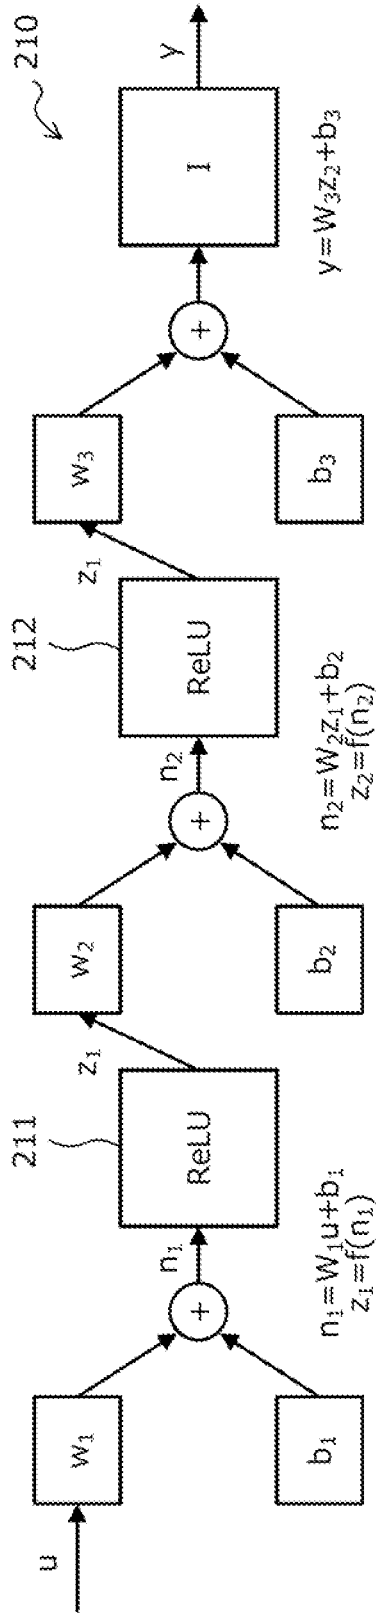 210
211
212
u
w₁
b₁
+
n₁
ReLU
z₁
w₂
b₂
+
n₂
ReLU
z₁
w₃
b₃
+
I
y
n₁=W₁u+b₁
z₁=f(n₁)
n₂=W₂z₁+b₂
z₂=f(n₂)
y=W₃z₂+b₃